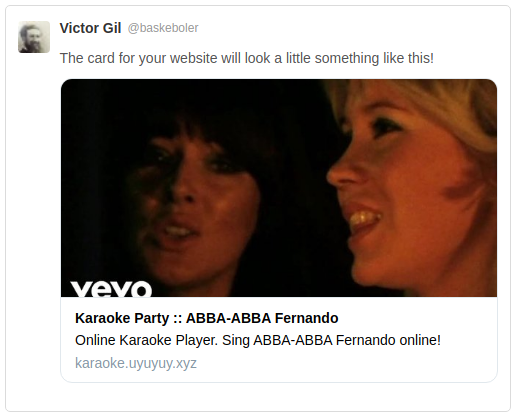 Victor Gil @baskeboler
The card for your website will look a little something like this!
vevo
Karaoke Party :: ABBA-ABBA Fernando
Online Karaoke Player. Sing ABBA-ABBA Fernando online!
karaoke.uyuyuy.xyz